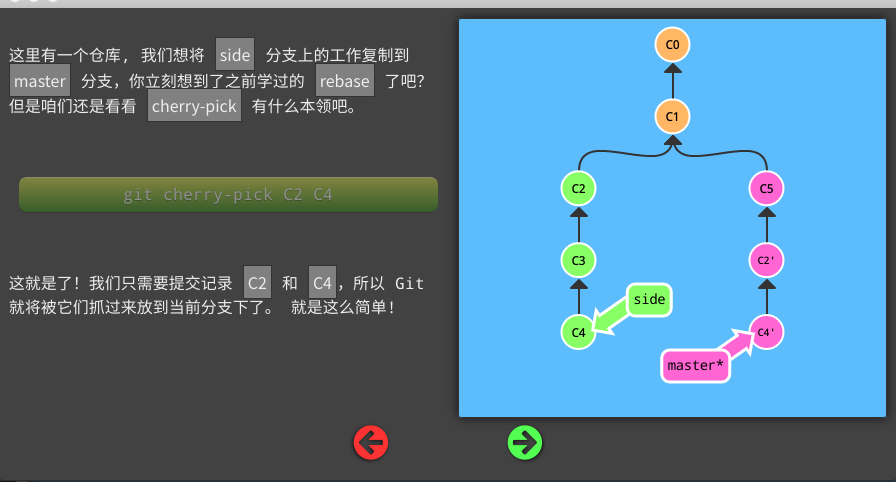 这里有一个仓库, 我们想将 side 分支上的工作复制到
master 分支，你立刻想到了之前学过的 rebase 了吧？
但是咱们还是看看 cherry-pick 有什么本领吧。
git cherry-pick C2 C4
这就是了！我们只需要提交记录 C2 和 C4，所以 Git
就将被它们抓过来放到当前分支下了。 就是这么简单！
C0
C1
C2
C5
C3
C2'
side
C4
C4'
master*